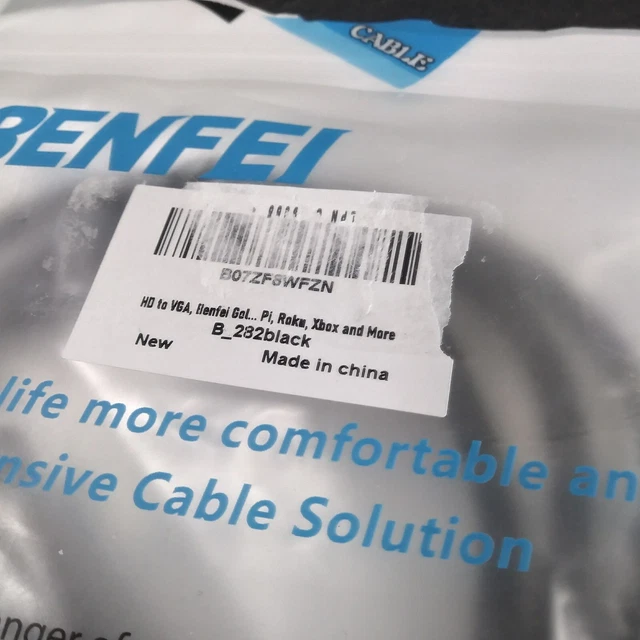 CABLE
BENFEI
B07ZF6WFZN
HD to VGA, Benfei Gol... Pi, Roku, Xbox and More
B_282black
New
Made in china
life more comfortable an
nsive Cable Solution